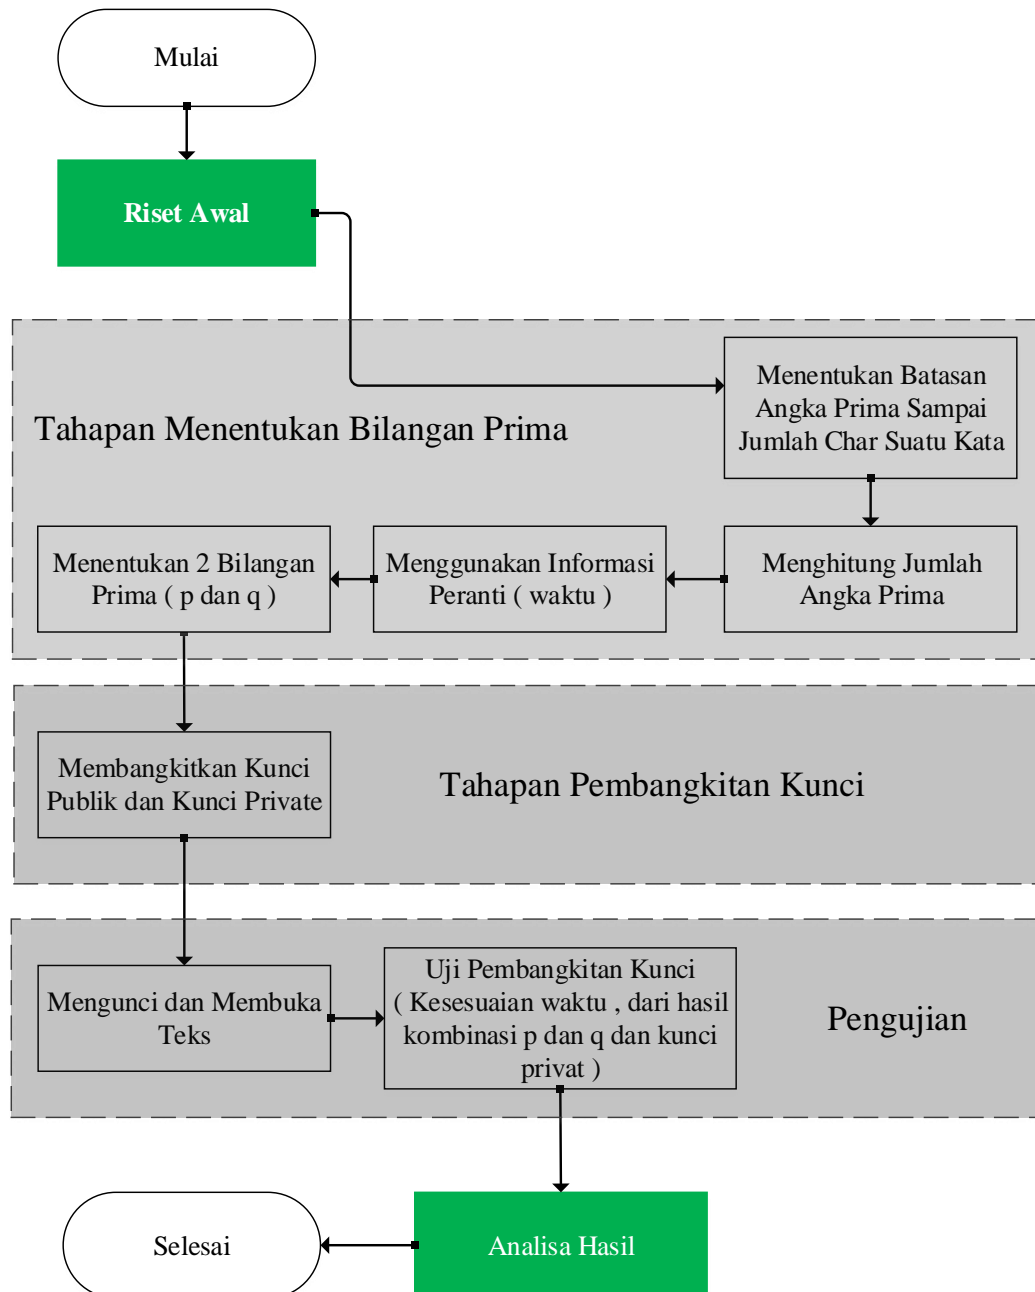 Mulai
Riset Awal
Menentukan Batasan
Angka Prima Sampai
Jumlah Char Suatu Kata
Tahapan Menentukan Bilangan Prima
Menentukan 2 Bilangan
Prima ( p dan q )
Menggunakan Informasi
Peranti ( waktu )
Menghitung Jumlah
Angka Prima
Membangkitkan Kunci
Publik dan Kunci Private
Tahapan Pembangkitan Kunci
Mengunci dan Membuka
Teks
Uji Pembangkitan Kunci
( Kesesuaian waktu , dari hasil
kombinasi p dan q dan kunci
privat )
Pengujian
Selesai
Analisa Hasil